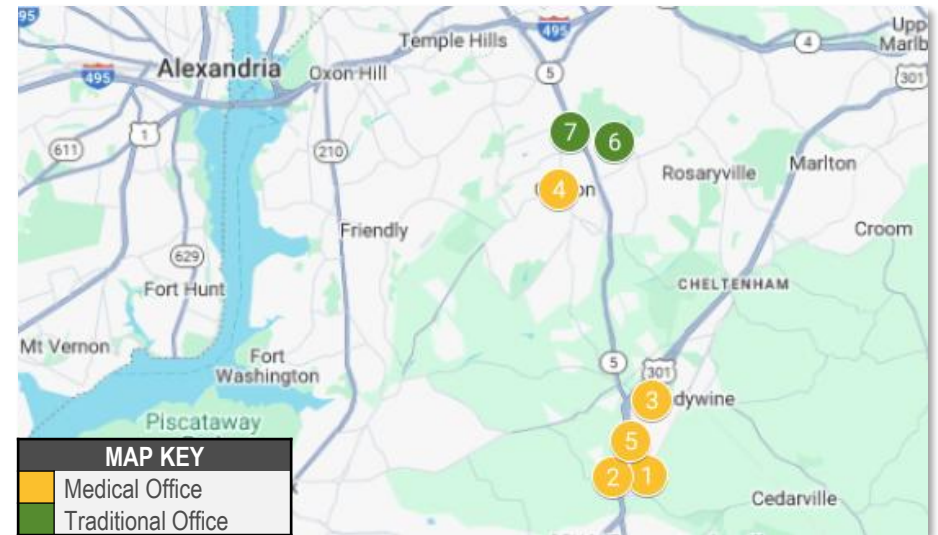 95
495
Temple Hills
4
Upp
Marlb
Alexandria
Oxon Hill
495
5
301
1
7
6
611
210
Rosaryville
Marlton
4
on
Friendly
Croom
629
Fort Hunt
CHELTENHAM
Mt Vernon
Fort
Washington
5
301
3
dywine
Piscataway
5
2
1
Cedarville
MAP KEY
Medical Office
Traditional Office